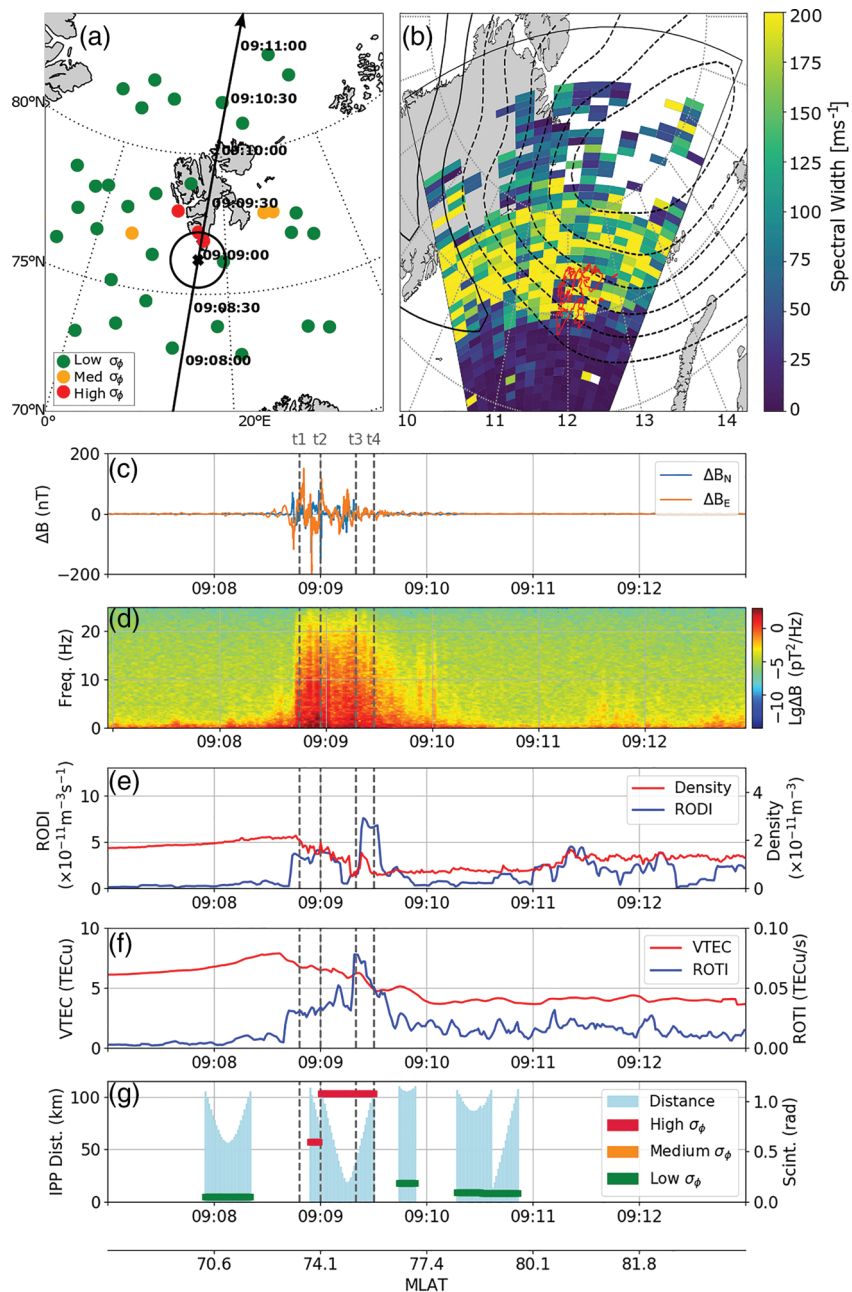 (a)
09:11:00
09:10:30
80°N
09:10:00
09:09:30
75°N
09:09:00
09:08:30
Low σϕ
Med σϕ
High σϕ
09:08:00
70°N
0°
20°E
(b)
10 11 12 13 14
200
175
150
125
100
75
50
25
0
Spectral Width [ms⁻¹]
t1 t2 t3 t4
(c)
200
0
−200
ΔB (nT)
ΔB_N
ΔB_E
09:08 09:09 09:10 09:11 09:12
(d)
20
10
0
Freq. (Hz)
0
−5
−10
LgΔB (pT²/Hz)
09:08 09:09 09:10 09:11 09:12
(e)
10
5
0
RODI
(×10⁻¹¹m⁻³s⁻¹)
Density
RODI
4
2
0
Density
(×10⁻¹¹m⁻³)
09:08 09:09 09:10 09:11 09:12
(f)
10
5
0
VTEC (TECu)
VTEC
ROTI
0.10
0.05
0.00
ROTI (TECu/s)
09:08 09:09 09:10 09:11 09:12
(g)
100
50
0
IPP Dist. (km)
Distance
High σϕ
Medium σϕ
Low σϕ
1.0
0.5
0.0
Scint. (rad)
09:08 09:09 09:10 09:11 09:12
70.6 74.1 77.4 80.1 81.8
MLAT